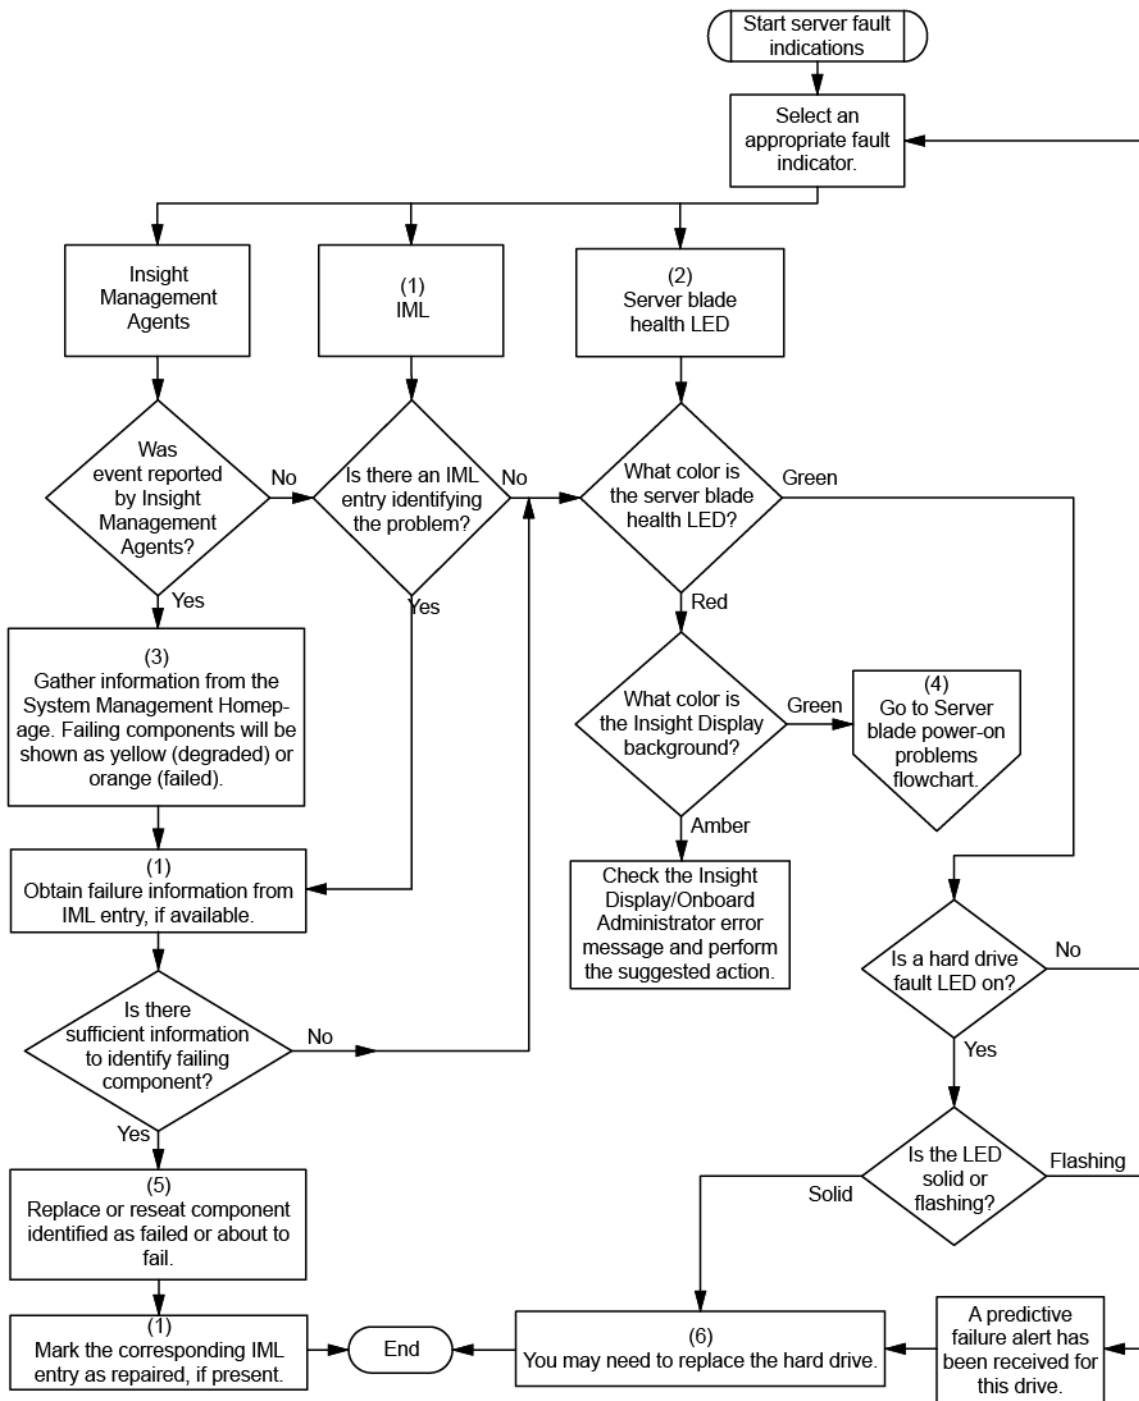 Start server fault
indications
Select an
appropriate fault
indicator.
Insight
Management
Agents
(1)
IML
(2)
Server blade
health LED
Was
event reported
by Insight
Management
Agents?
No
Is there an IML
entry identifying
the problem?
No
What color is
the server blade
health LED?
Green
Yes
Yes
Red
(3)
Gather information from the
System Management Homep-
age. Failing components will be
shown as yellow (degraded) or
orange (failed).
What color is
the Insight Display
background?
Green
(4)
Go to Server
blade power-on
problems
flowchart.
Amber
(1)
Obtain failure information from
IML entry, if available.
Check the Insight
Display/Onboard
Administrator error
message and perform
the suggested action.
Is a hard drive
fault LED on?
No
Is there
sufficient information
to identify failing
component?
No
Yes
Yes
Is the LED
solid or
flashing?
Flashing
Solid
(5)
Replace or reseat component
identified as failed or about to
fail.
(1)
Mark the corresponding IML
entry as repaired, if present.
End
(6)
You may need to replace the hard drive.
A predictive
failure alert has
been received for
this drive.